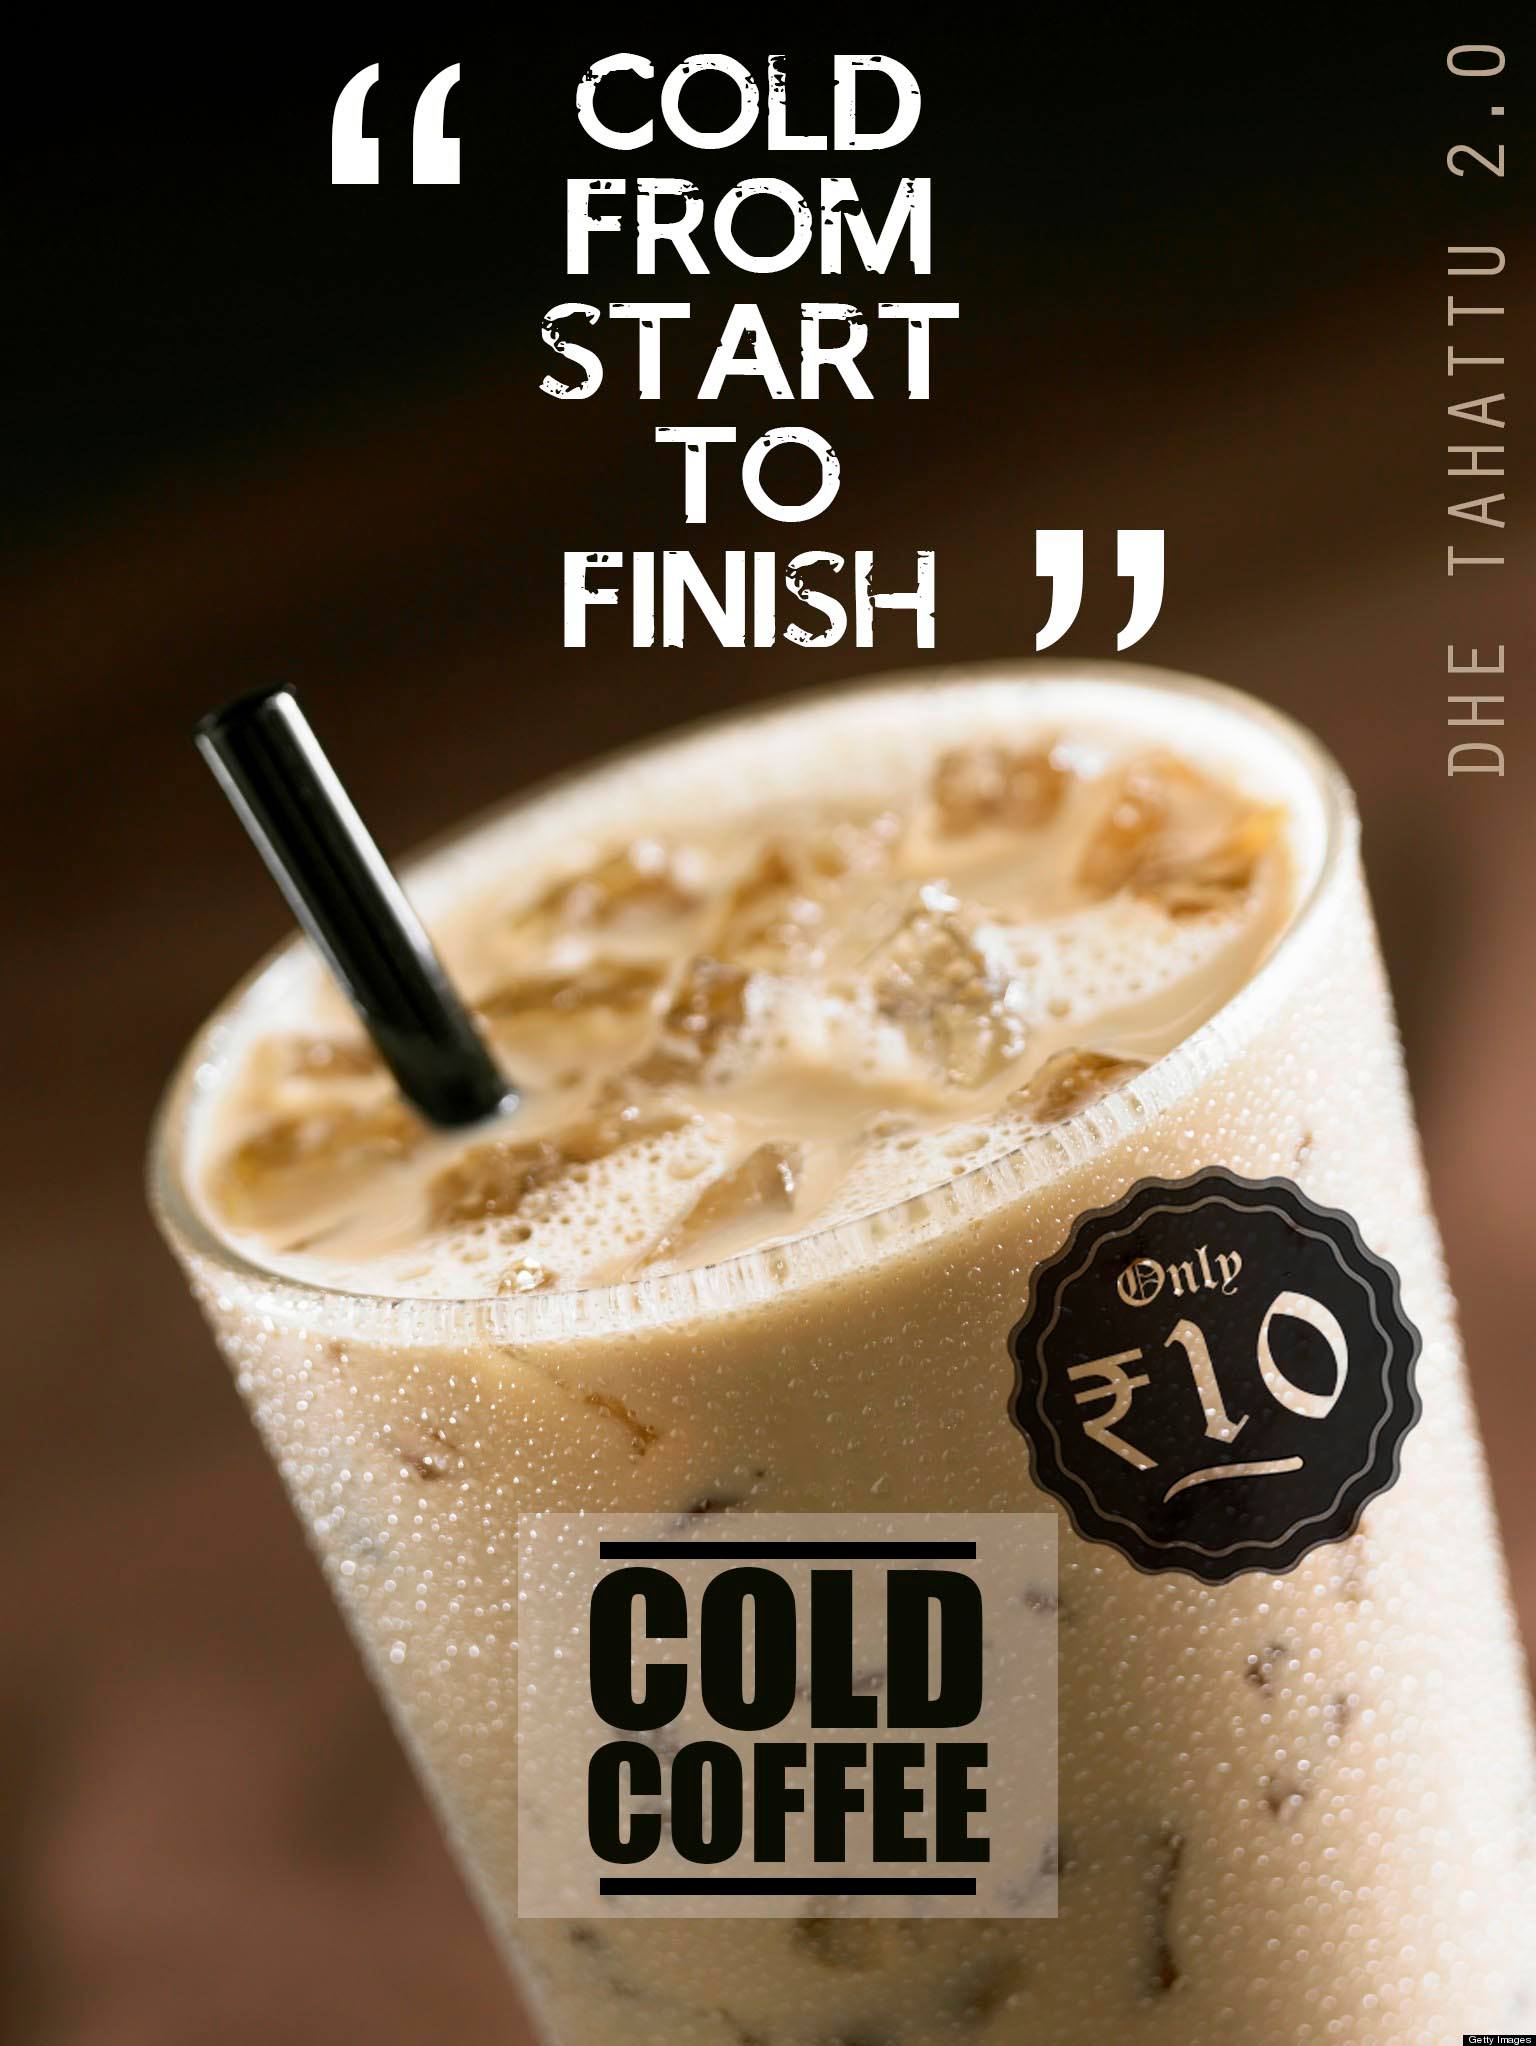 “ COLD
FROM
START
TO
FINISH ”
DHE TAHATTU 2.0
Only
₹10
COLD
COFFEE
Getty Images